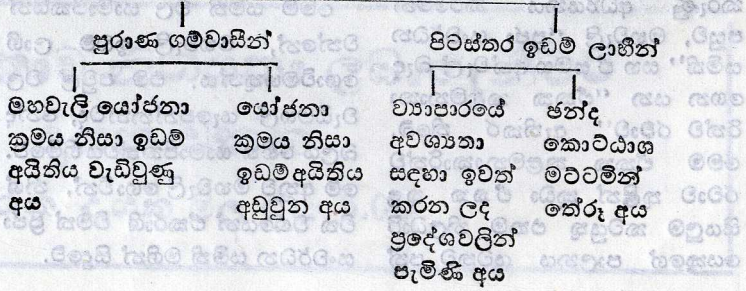 පුරාණ ගම්වාසීන්
පිටස්තර ඉඩම් ලාභීන්
මහවැලි යෝජනා
ක්‍රමය නිසා ඉඩම්
අයිතිය වැඩිවුණු
අය
යෝජනා
ක්‍රමය නිසා
ඉඩම් අයිතිය
අඩුවුන අය
ව්‍යාපාරයේ
අවශ්‍යතා
සඳහා ඉවත්
කරන ලද
ප්‍රදේශවලින්
පැමිණි අය
ඡන්ද
කොට්ඨාශ
මට්ටමින්
තේරූ අය